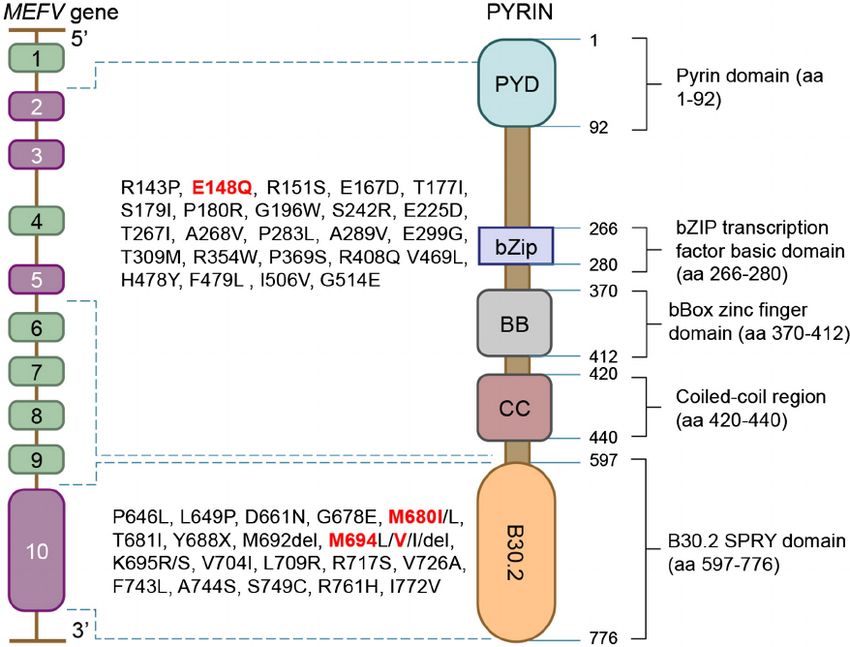 MEFV gene
5’
1
2
3
4
5
6
7
8
9
10
3’
R143P, E148Q, R151S, E167D, T177I,
S179I, P180R, G196W, S242R, E225D,
T267I, A268V, P283L, A289V, E299G,
T309M, R354W, P369S, R408Q V469L,
H478Y, F479L , I506V, G514E
P646L, L649P, D661N, G678E, M680I/L,
T681I, Y688X, M692del, M694L/V/I/del,
K695R/S, V704I, L709R, R717S, V726A,
F743L, A744S, S749C, R761H, I772V
PYRIN
PYD
bZip
BB
CC
B30.2
1
92
266
280
370
412
420
440
597
776
Pyrin domain (aa
1-92)
bZIP transcription
factor basic domain
(aa 266-280)
bBox zinc finger
domain (aa 370-412)
Coiled-coil region
(aa 420-440)
B30.2 SPRY domain
(aa 597-776)